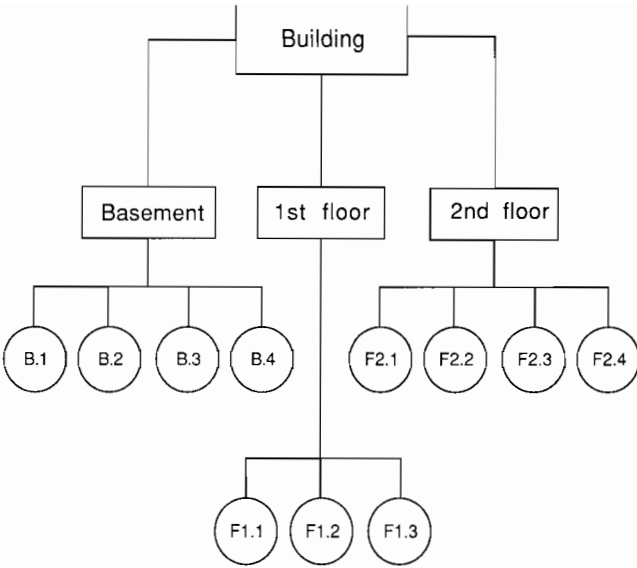 Building
Basement
1st floor
2nd floor
B.1
B.2
B.3
B.4
F2.1
F2.2
F2.3
F2.4
F1.1
F1.2
F1.3